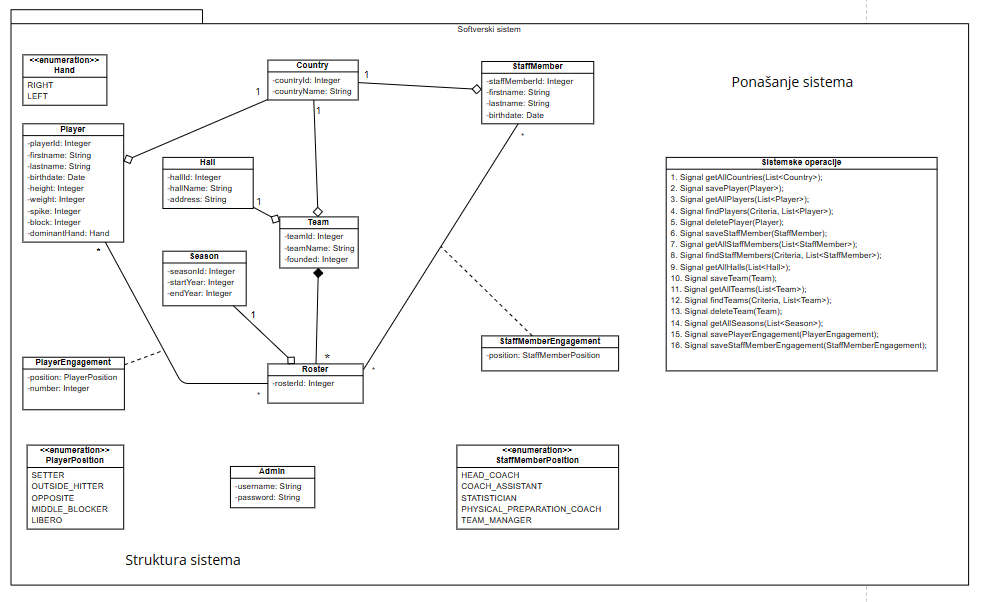 Softverski sistem
<<enumeration>>
Hand
RIGHT
LEFT
Country
-countryId: Integer
-countryName: String
1
1
1
StaffMember
-staffMemberId: Integer
-firstname: String
-lastname: String
-birthdate: Date
*
Ponašanje sistema
Player
-playerId: Integer
-firstname: String
-lastname: String
-birthdate: Date
-height: Integer
-weight: Integer
-spike: Integer
-block: Integer
-dominantHand: Hand
*
Hall
-hallId: Integer
-hallName: String
-address: String
1
Team
-teamId: Integer
-teamName: String
-founded: Integer
Season
-seasonId: Integer
-startYear: Integer
-endYear: Integer
1
*
Sistemske operacije
1. Signal getAllCountries(List<Country>);
2. Signal savePlayer(Player>);
3. Signal getAllPlayers(List<Player>);
4. Signal findPlayers(Criteria, List<Player>);
5. Signal deletePlayer(Player);
6. Signal saveStaffMember(StaffMember);
7. Signal getAllStaffMembers(List<StaffMember>);
8. Signal findStaffMembers(Criteria, List<StaffMember>);
9. Signal getAllHalls(List<Hall>);
10. Signal saveTeam(Team);
11. Signal getAllTeams(List<Team>);
12. Signal findTeams(Criteria, List<Team>);
13. Signal deleteTeam(Team);
14. Signal getAllSeasons(List<Season>);
15. Signal savePlayerEngagement(PlayerEngagement);
16. Signal saveStaffMemberEngagement(StaffMemberEngagement);
StaffMemberEngagement
-position: StaffMemberPosition
PlayerEngagement
-position: PlayerPosition
-number: Integer
Roster
-rosterId: Integer
*
*
<<enumeration>>
PlayerPosition
SETTER
OUTSIDE_HITTER
OPPOSITE
MIDDLE_BLOCKER
LIBERO
Admin
-username: String
-password: String
<<enumeration>>
StaffMemberPosition
HEAD_COACH
COACH_ASSISTANT
STATISTICIAN
PHYSICAL_PREPARATION_COACH
TEAM_MANAGER
Struktura sistema